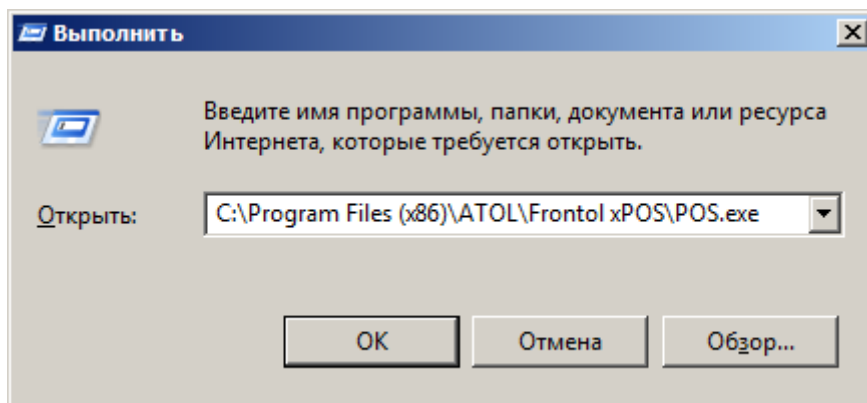 Выполнить
Введите имя программы, папки, документа или ресурса
Интернета, которые требуется открыть.
Открыть:
C:\Program Files (x86)\ATOL\Frontol xPOS\POS.exe
OK
Отмена
Обзор...